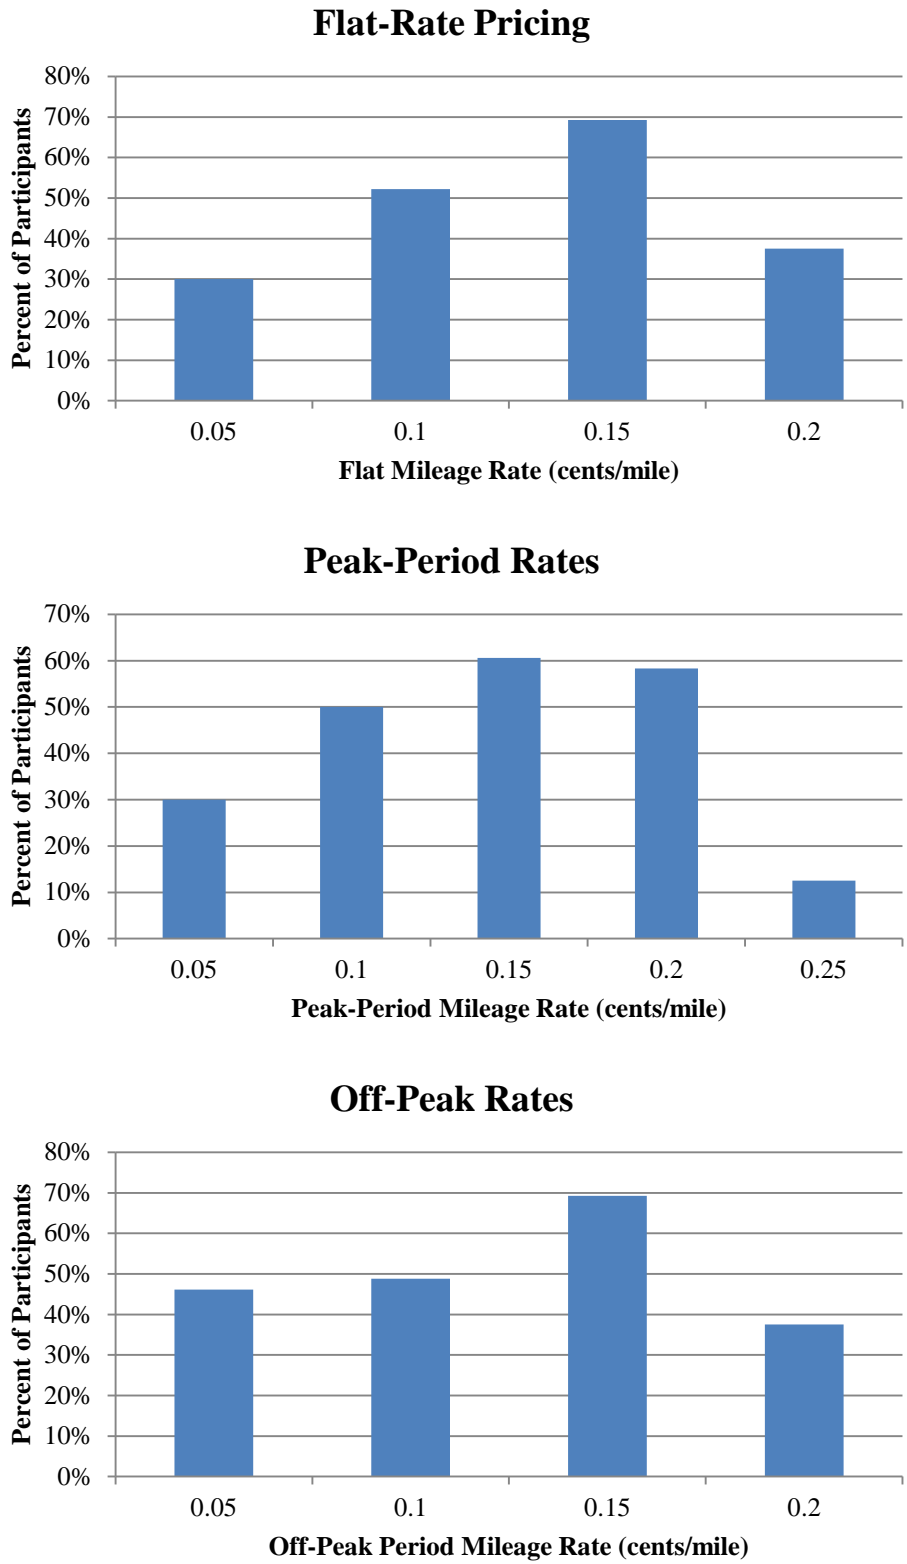 Flat-Rate Pricing
80%
70%
60%
50%
40%
30%
20%
10%
0%
Percent of Participants
0.05 0.1 0.15 0.2
Flat Mileage Rate (cents/mile)
Peak-Period Rates
70%
60%
50%
40%
30%
20%
10%
0%
Percent of Participants
0.05 0.1 0.15 0.2 0.25
Peak-Period Mileage Rate (cents/mile)
Off-Peak Rates
80%
70%
60%
50%
40%
30%
20%
10%
0%
Percent of Participants
0.05 0.1 0.15 0.2
Off-Peak Period Mileage Rate (cents/mile)